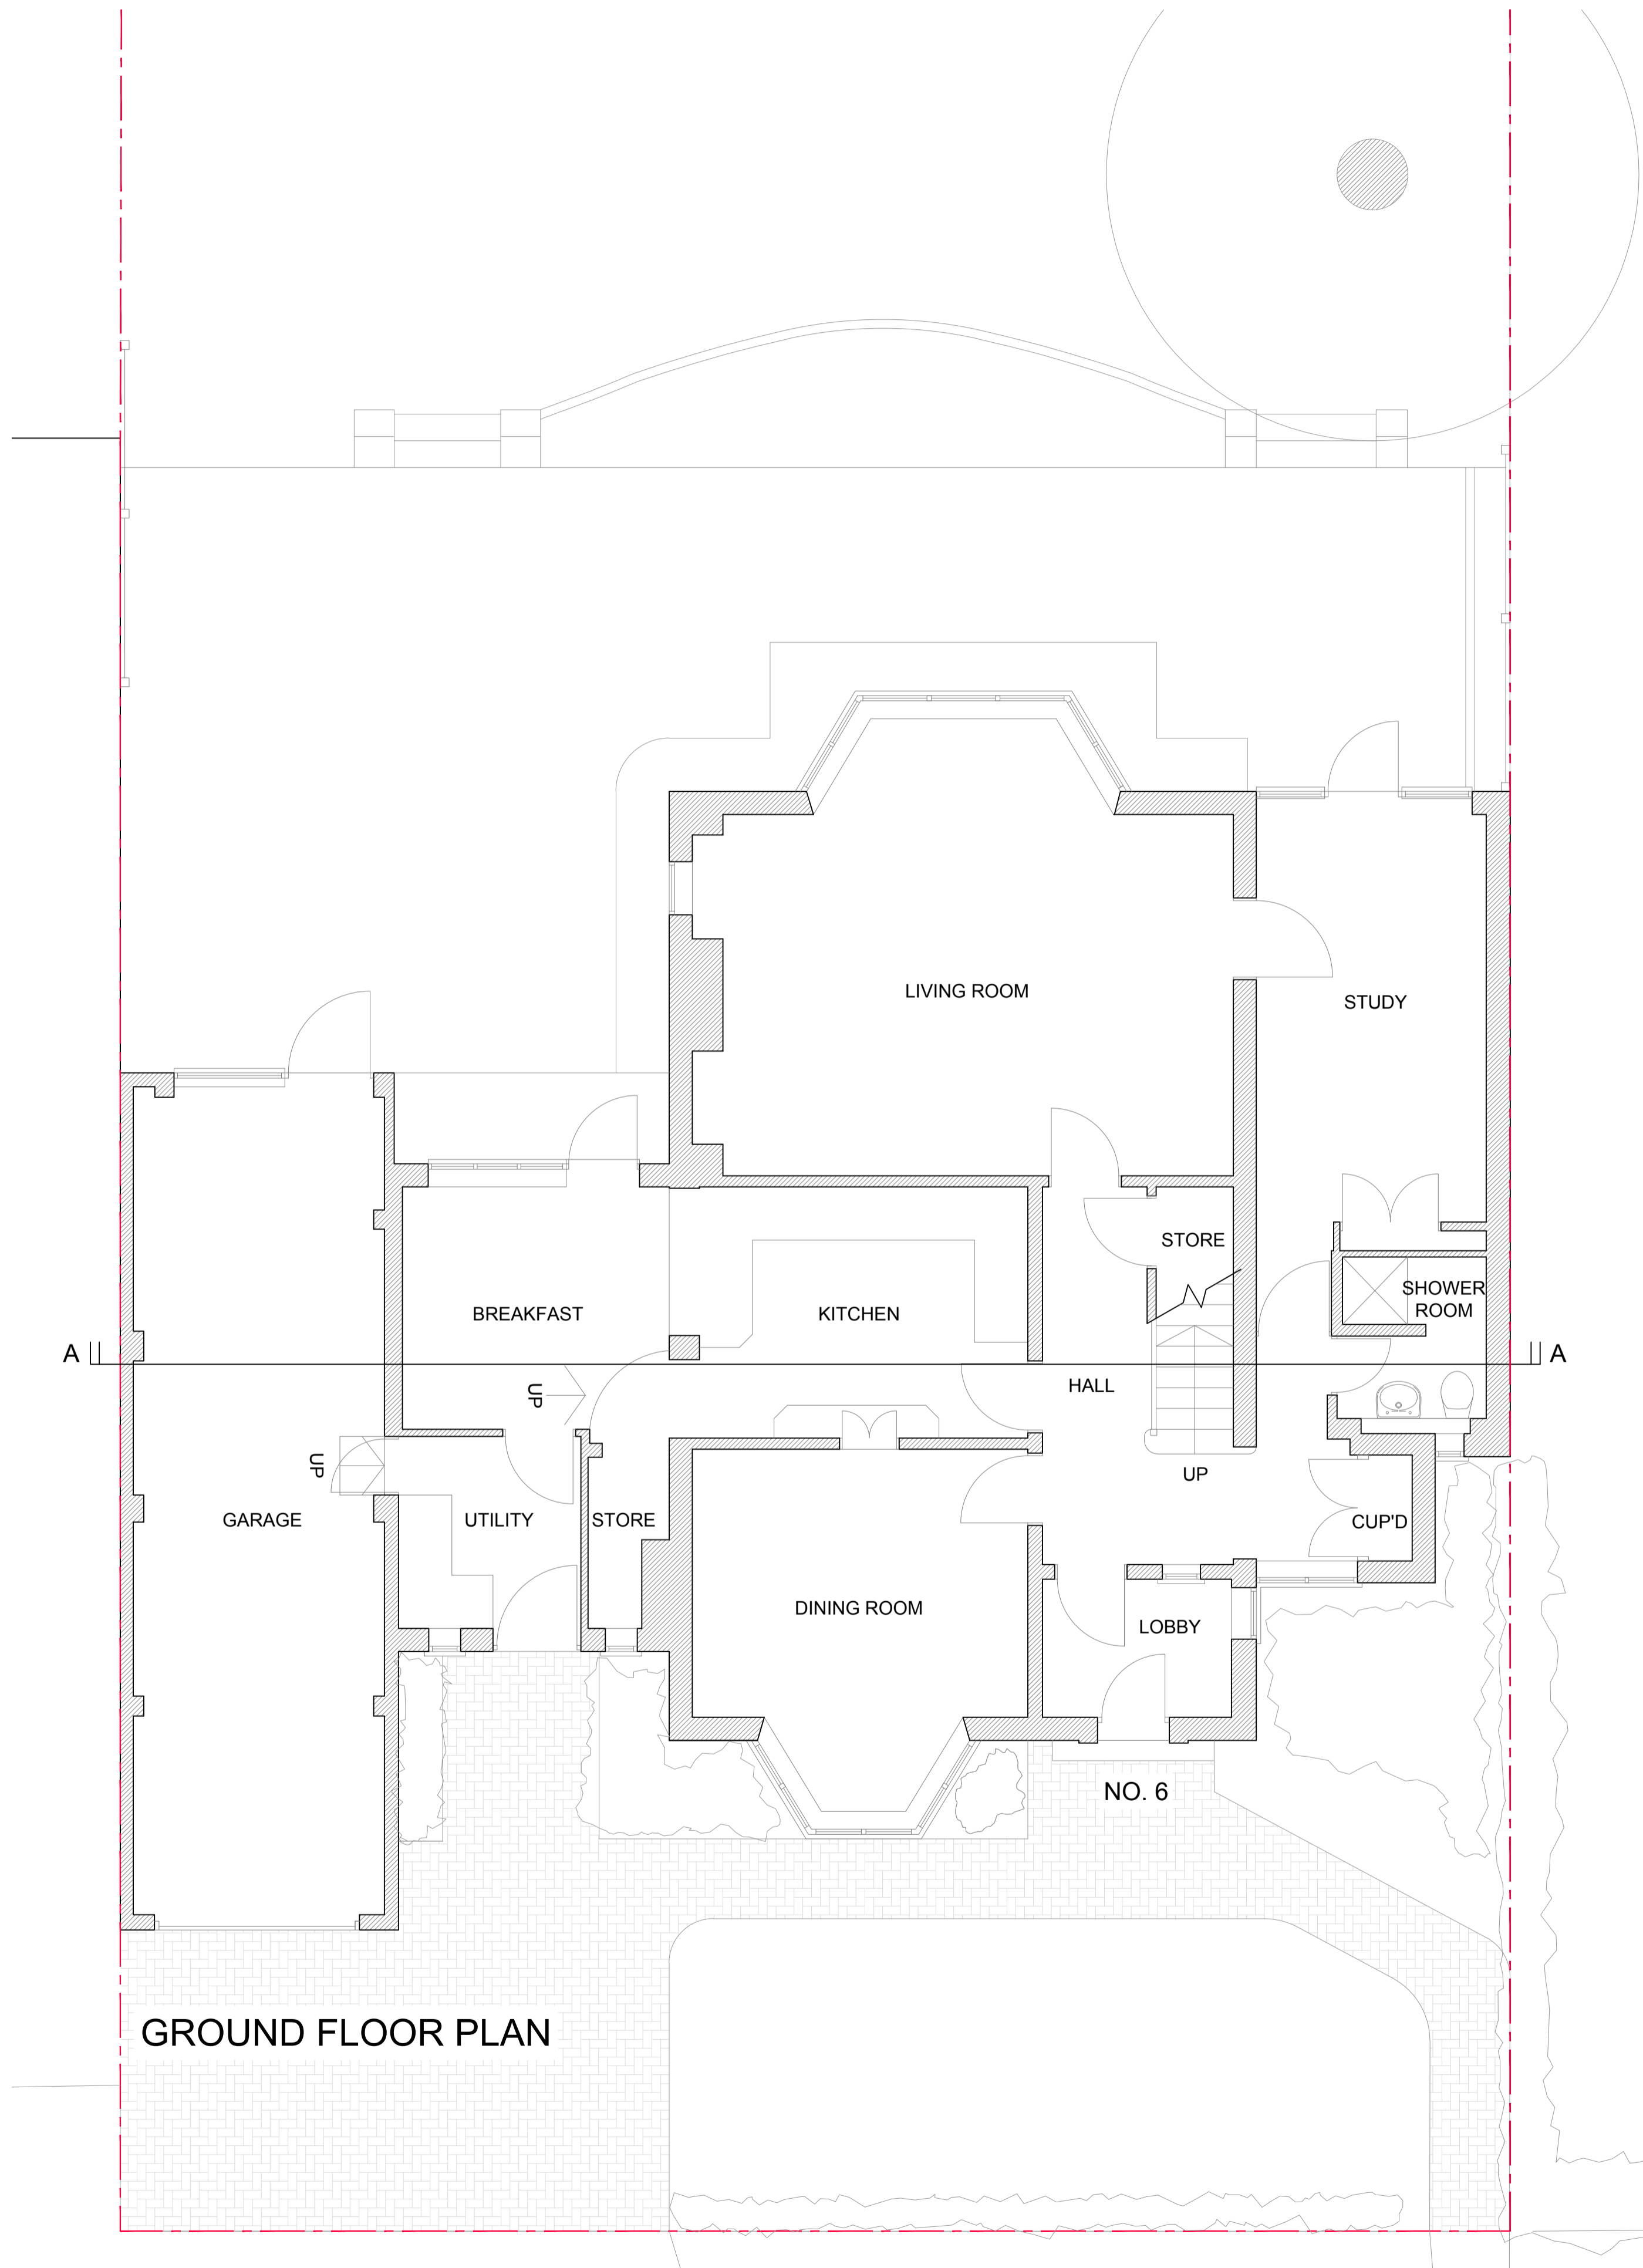 LIVING ROOM
STUDY
STORE
SHOWER
ROOM
BREAKFAST
KITCHEN
A
A
HALL
UP
UP
UP
GARAGE
UTILITY
STORE
CUP'D
DINING ROOM
LOBBY
NO. 6
GROUND FLOOR PLAN